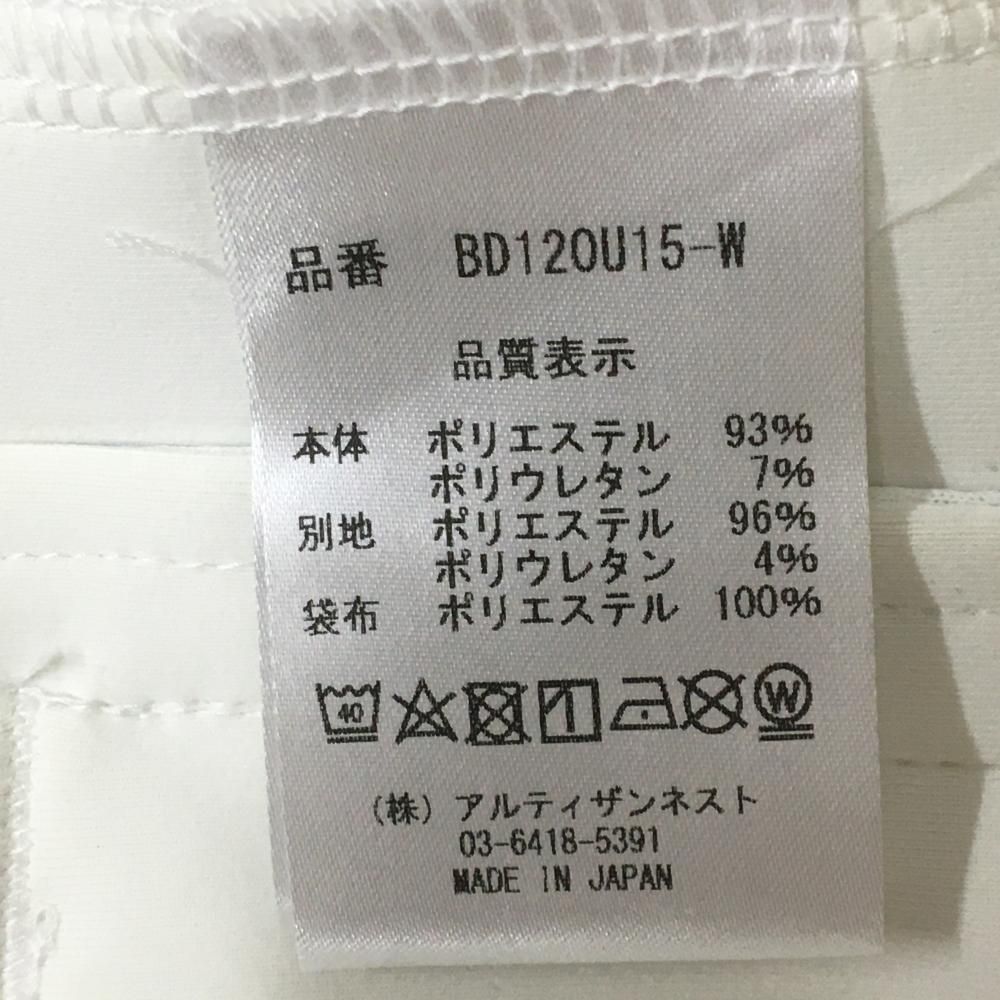 品番 BD120U15-W
品質表示
本体 ポリエステル 93%
ポリウレタン 7%
別地 ポリエステル 96%
ポリウレタン 4%
袋布 ポリエステル 100%
40 W
(株) アルティザンネスト
03-6418-5391
MADE IN JAPAN